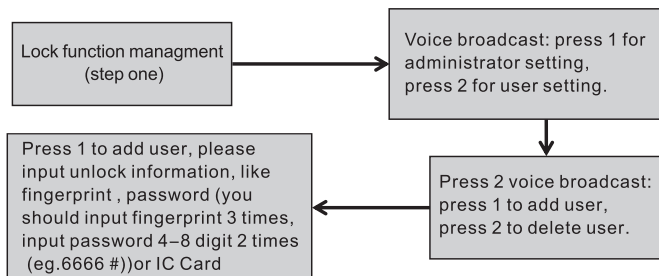 Lock function managment
(step one)
Voice broadcast: press 1 for
administrator setting,
press 2 for user setting.
Press 2 voice broadcast:
press 1 to add user,
press 2 to delete user.
Press 1 to add user, please
input unlock information, like
fingerprint , password (you
should input fingerprint 3 times,
input password 4–8 digit 2 times
(eg.6666 #))or IC Card